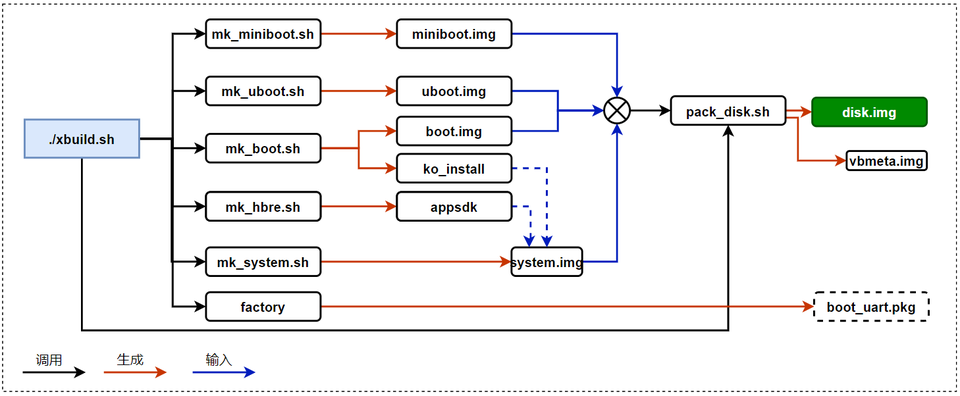 mk_miniboot.sh
miniboot.img
mk_uboot.sh
uboot.img
pack_disk.sh
disk.img
./xbuild.sh
mk_boot.sh
boot.img
vbmeta.img
ko_install
mk_hbre.sh
appsdk
mk_system.sh
system.img
factory
boot_uart.pkg
调用
生成
输入